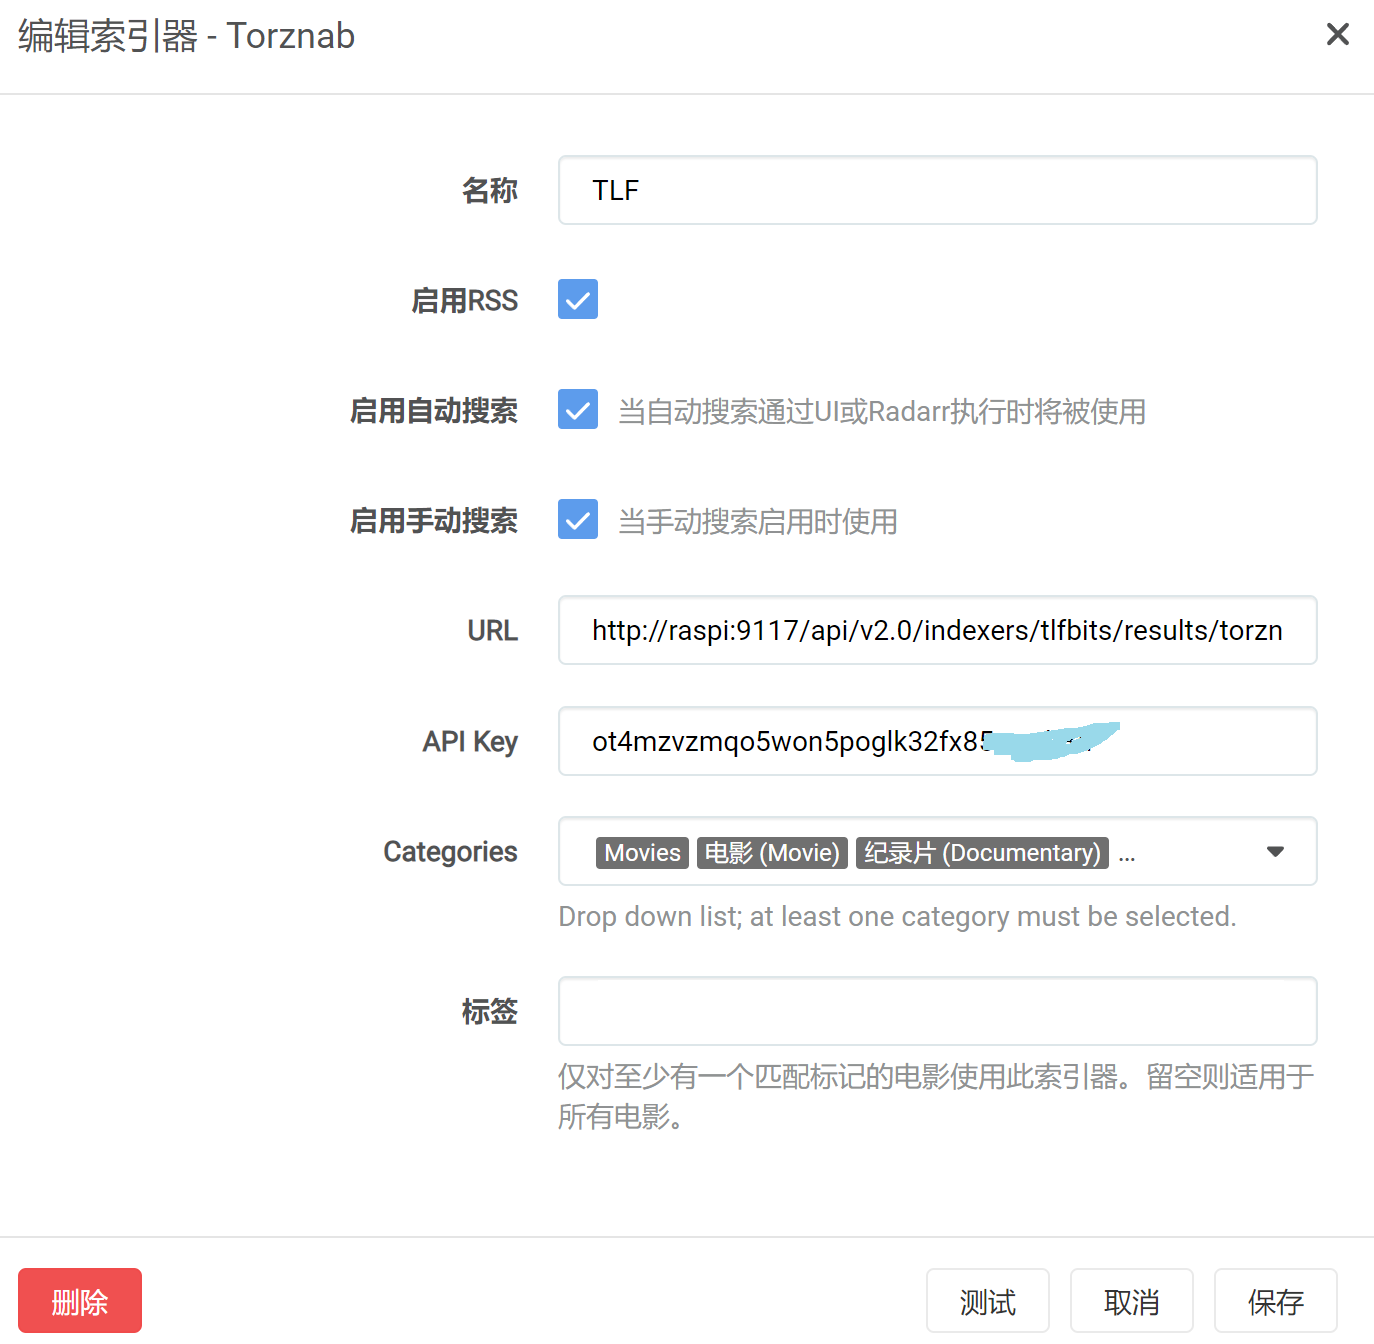 编辑索引器 - Torznab
名称
TLF
启用RSS
启用自动搜索
当自动搜索通过UI或Radarr执行时将被使用
启用手动搜索
当手动搜索启用时使用
URL
http://raspi:9117/api/v2.0/indexers/tlfbits/results/torzn
API Key
ot4mzvzmqo5won5poglk32fx85
Categories
Movies 电影 (Movie) 纪录片 (Documentary) ...
Drop down list; at least one category must be selected.
标签
仅对至少有一个匹配标记的电影使用此索引器。留空则适用于
所有电影。
删除
测试
取消
保存